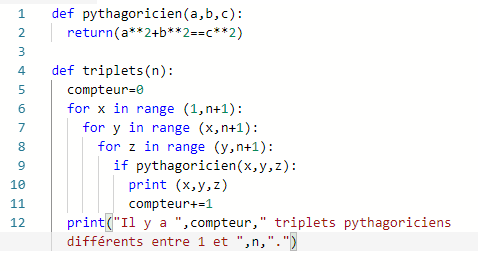 1 def pythagoricien(a,b,c):
2   return(a**2+b**2==c**2)
3
4 def triplets(n):
5   compteur=0
6   for x in range (1,n+1):
7     for y in range (x,n+1):
8       for z in range (y,n+1):
9         if pythagoricien(x,y,z):
10           print (x,y,z)
11           compteur+=1
12   print("Il y a ",compteur," triplets pythagoriciens
différents entre 1 et ",n,".")